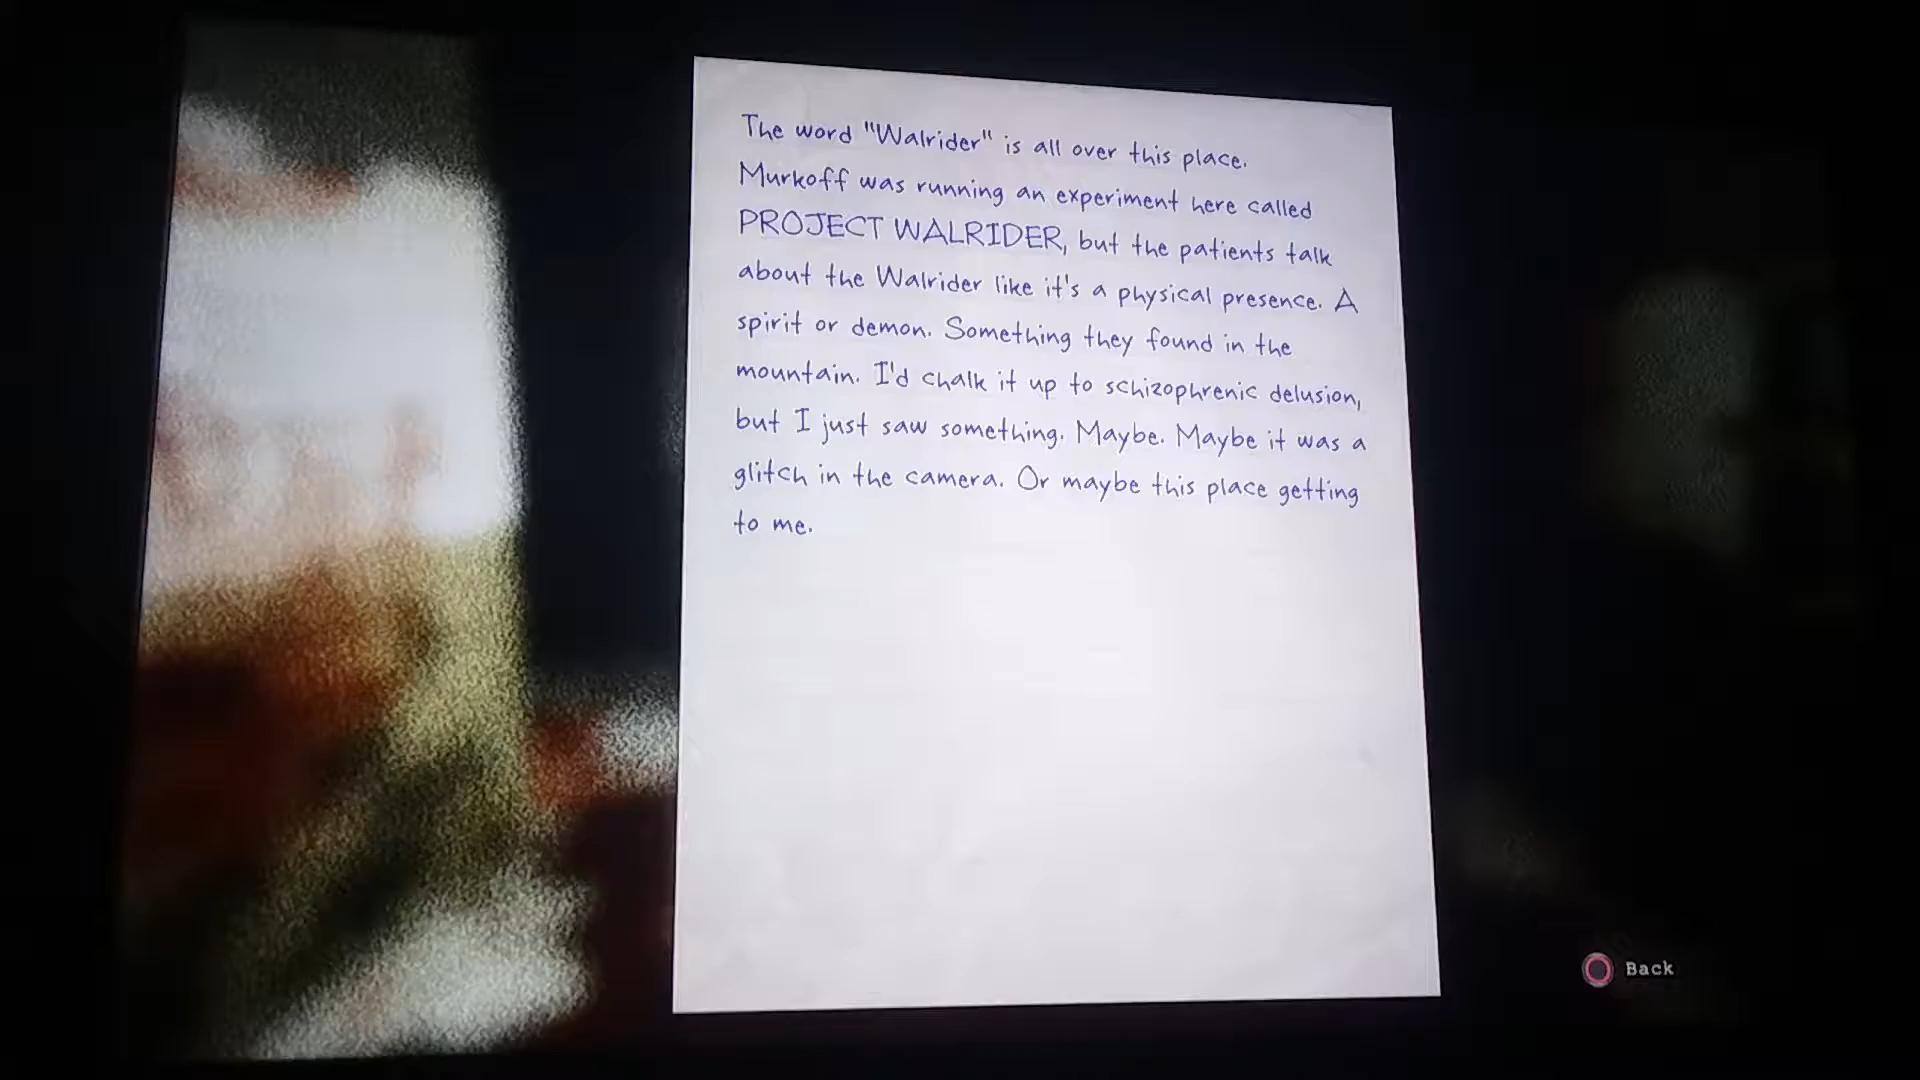 The word "Walrider" is all over this place.
Murkoff was running an experiment here called
PROJECT WALRIDER, but the patients talk
about the Walrider like it's a physical presence. A
spirit or demon. Something they found in the
mountain. I'd chalk it up to schizophrenic delusion,
but I just saw something. Maybe. Maybe it was a
glitch in the camera. Or maybe this place getting
to me.
Back